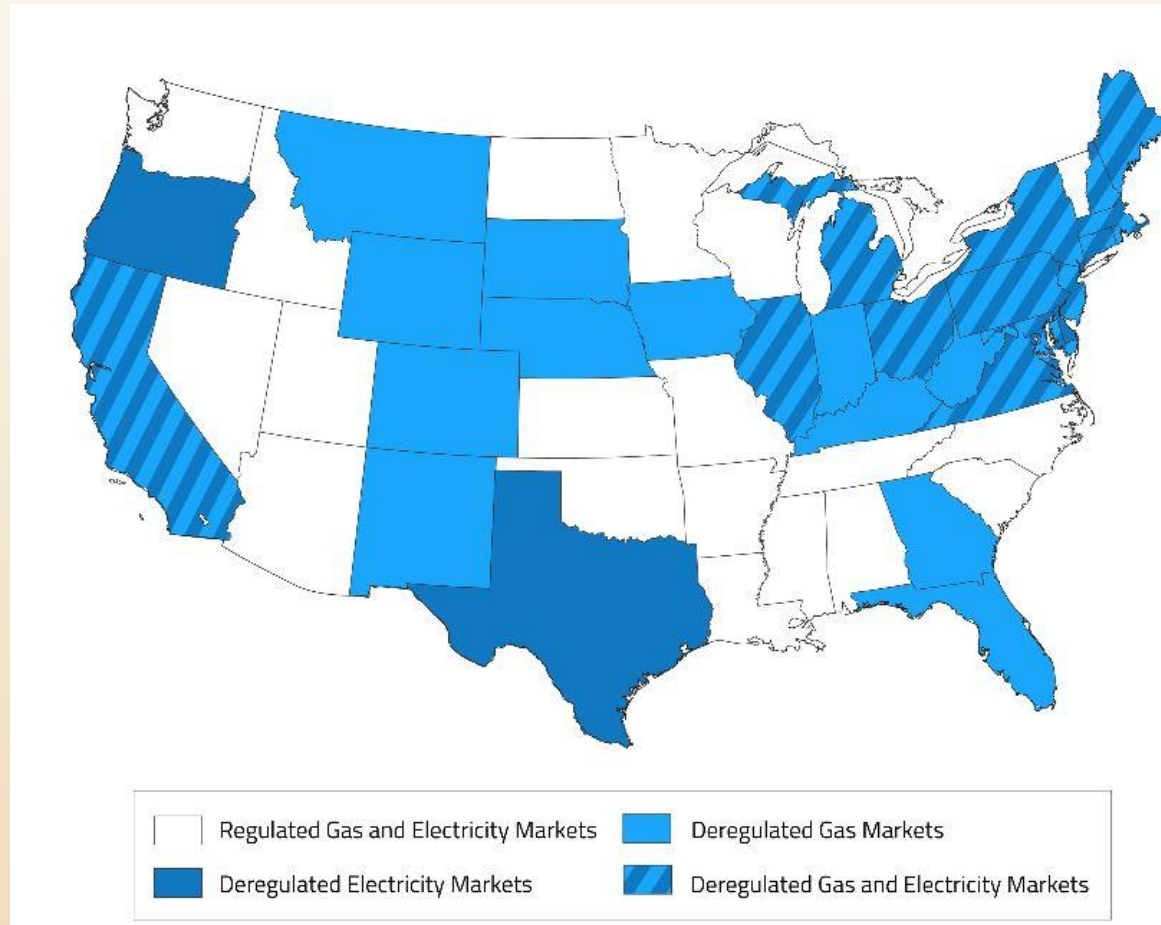 Regulated Gas and Electricity Markets
Deregulated Gas Markets
Deregulated Electricity Markets
Deregulated Gas and Electricity Markets